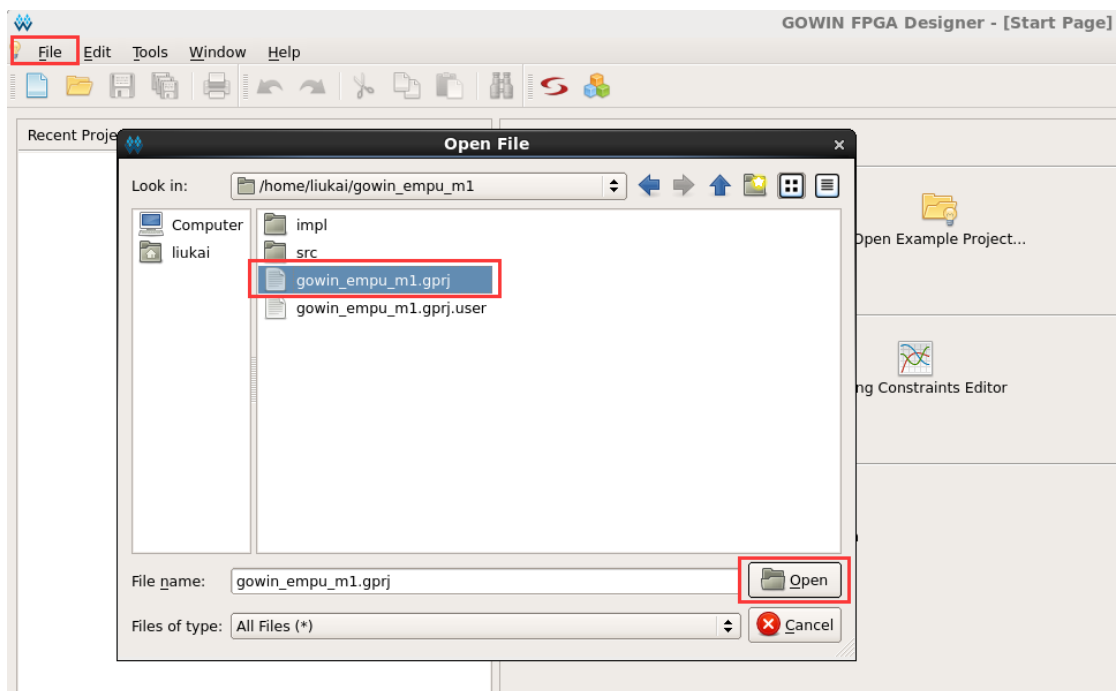 GOWIN FPGA Designer - [Start Page]
File Edit Tools Window Help
Recent Proje
Open File
Look in: /home/liukai/gowin_empu_m1
Computer
liukai
impl
src
gowin_empu_m1.gprj
gowin_empu_m1.gprj.user
Open Example Project...
ng Constraints Editor
File name: gowin_empu_m1.gprj Open
Files of type: All Files (*) Cancel